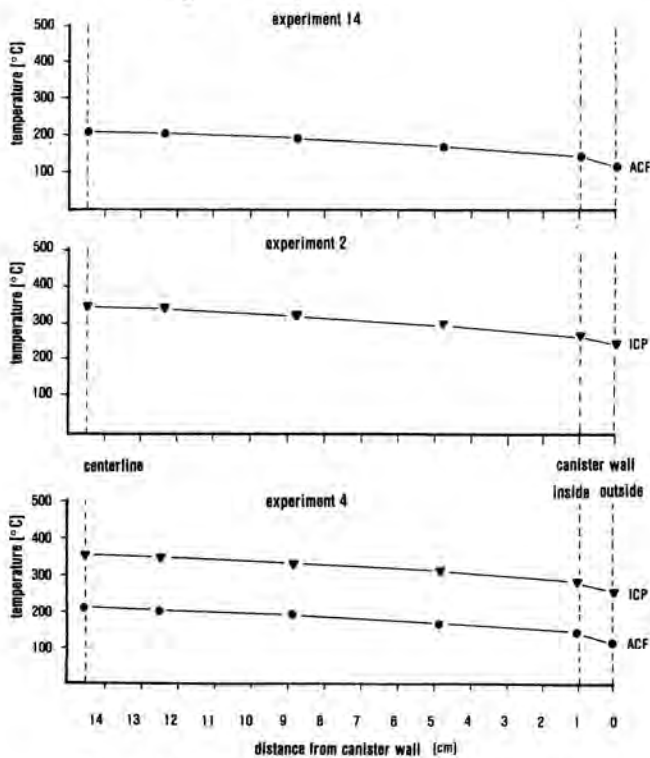 experiment 14
temperature [°C]
500
400
300
200
100
ACF
experiment 2
temperature [°C]
500
400
300
200
100
ICP
centerline
canister wall
inside outside
experiment 4
temperature [°C]
500
400
300
200
100
ICP
ACF
14 13 12 11 10 9 8 7 6 5 4 3 2 1 0
distance from canister wall [cm]